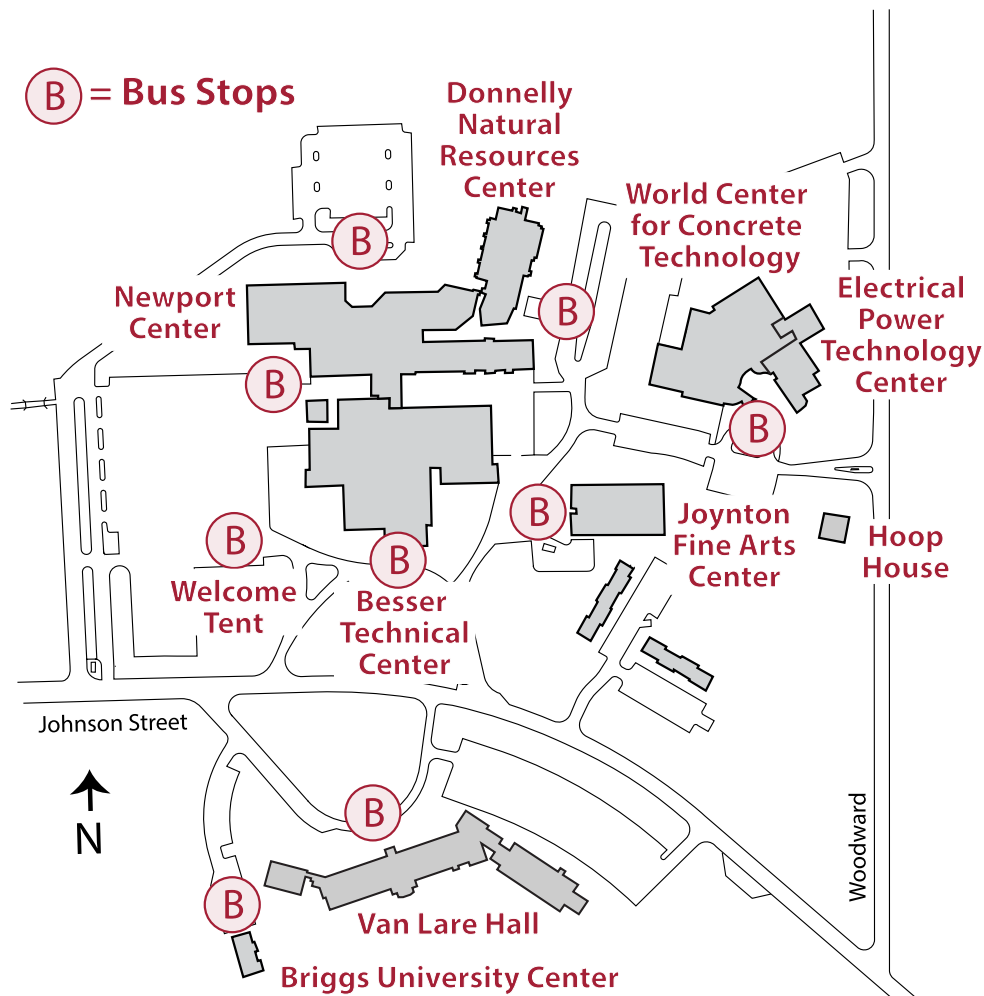 B = Bus Stops
Donnelly
Natural
Resources
Center
World Center
for Concrete
Technology
B
Newport
Center
B
Electrical
Power
Technology
Center
B
B
B
Joynton
Fine Arts
Center
Hoop
House
B
Welcome
Tent
B
Besser
Technical
Center
Johnson Street
N
B
Woodward
B
Van Lare Hall
Briggs University Center